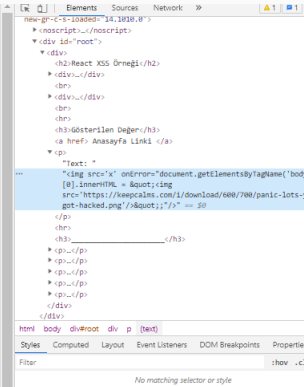 Elements Sources Network » 1 1
new-gr-c-s-loaded="14.1010.0">
▶<noscript>…</noscript>
▼<div id="root">
▼<div>
<h2>React XSS Örneği</h2>
▶<div>…</div>
<br>
▶<div>…</div>
<br>
<hr>
<h3>Gösterilen Değer</h3>
<a href> Anasayfa Linki </a>
▼<p>
"Text: "
… "<img src='x' onError="document.getElementsByTagName('body
[0].innerHTML = &quot;<img
src='https://keepcalms.com/i/download/600/700/panic-lots-
got-hacked.png'/>&quot;;"/>" == $0
</p>
<hr>
<h3>______________________</h3>
▶<p>…</p>
▶<p>…</p>
▶<p>…</p>
▶<p>…</p>
</div>
</div>
html body div#root div p (text)
Styles Computed Layout Event Listeners DOM Breakpoints Propertie
Filter :hov .cl
No matching selector or style